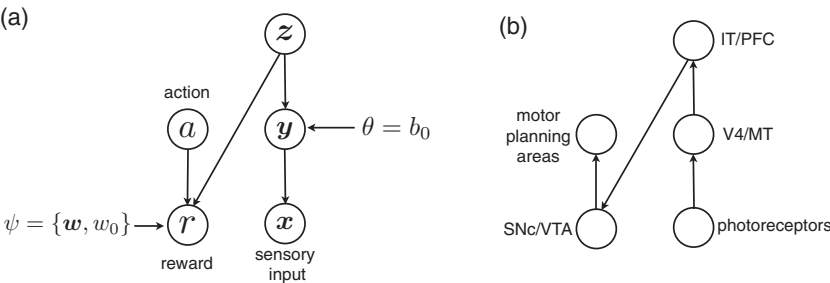 (a)
z
action
a
y
θ = b₀
ψ = {w, w₀}
r
x
reward
sensory
input
(b)
IT/PFC
motor
planning
areas
V4/MT
SNc/VTA
photoreceptors